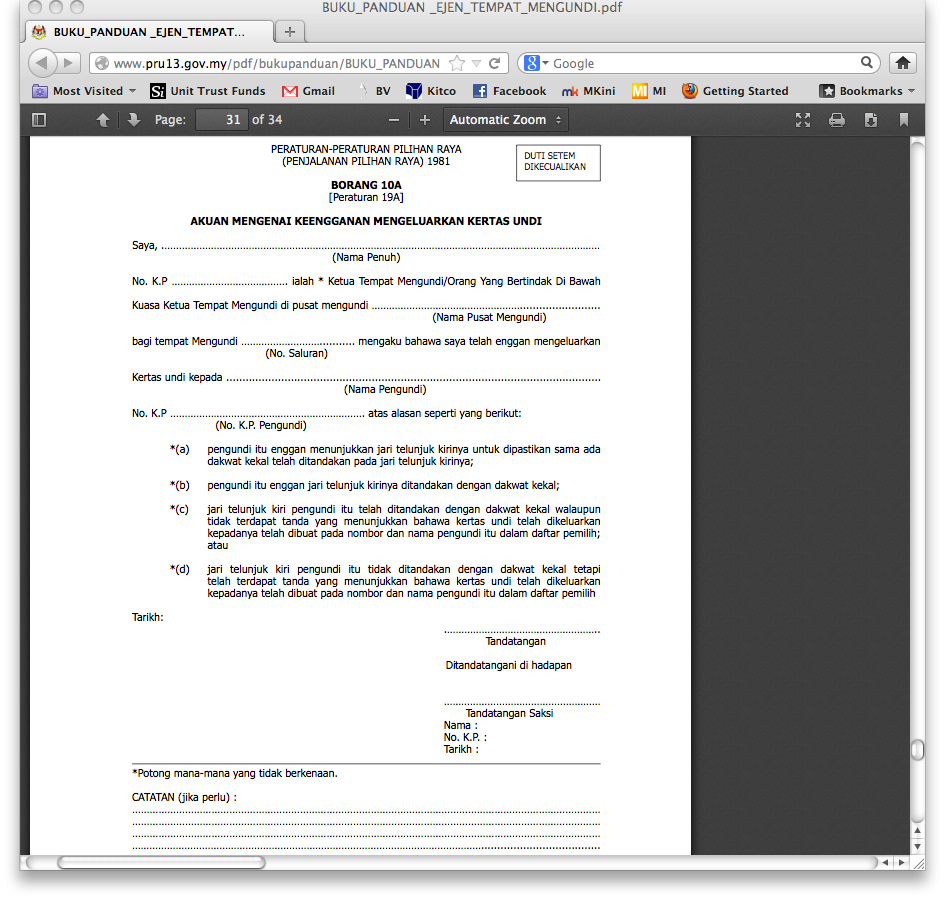 BUKU_PANDUAN _EJEN_TEMPAT_MENGUNDI.pdf
BUKU_PANDUAN _EJEN_TEMPAT...
www.pru13.gov.my/pdf/bukupanduan/BUKU_PANDUAN
Google
Most Visited
Unit Trust Funds
Gmail
BV
Kitco
Facebook
MKini
MI
Getting Started
Bookmarks
Page: 31 of 34
Automatic Zoom
PERATURAN-PERATURAN PILIHAN RAYA
(PENJALANAN PILIHAN RAYA) 1981
DUTI SETEM
DIKECUALIKAN
BORANG 10A
[Peraturan 19A]
AKUAN MENGENAI KEENGGANAN MENGELUARKAN KERTAS UNDI
Saya, ......................................................................................................
(Nama Penuh)
No. K.P ........................................ ialah * Ketua Tempat Mengundi/Orang Yang Bertindak Di Bawah
Kuasa Ketua Tempat Mengundi di pusat mengundi ..............................................................
(Nama Pusat Mengundi)
bagi tempat Mengundi .................................... mengaku bahawa saya telah enggan mengeluarkan
(No. Saluran)
Kertas undi kepada ..............................................................................................
(Nama Pengundi)
No. K.P .................................................................. atas alasan seperti yang berikut:
(No. K.P. Pengundi)
*(a) pengundi itu enggan menunjukkan jari telunjuk kirinya untuk dipastikan sama ada
dakwat kekal telah ditandakan pada jari telunjuk kirinya;
*(b) pengundi itu enggan jari telunjuk kirinya ditandakan dengan dakwat kekal;
*(c) jari telunjuk kiri pengundi itu telah ditandakan dengan dakwat kekal walaupun
tidak terdapat tanda yang menunjukkan bahawa kertas undi telah dikeluarkan
kepadanya telah dibuat pada nombor dan nama pengundi itu dalam daftar pemilih;
atau
*(d) jari telunjuk kiri pengundi itu tidak ditandakan dengan dakwat kekal tetapi
telah terdapat tanda yang menunjukkan bahawa kertas undi telah dikeluarkan
kepadanya telah dibuat pada nombor dan nama pengundi itu dalam daftar pemilih
Tarikh:
......................................................
Tandatangan
Ditandatangani di hadapan
......................................................
Tandatangan Saksi
Nama :
No. K.P. :
Tarikh :
*Potong mana-mana yang tidak berkenaan.
CATATAN (jika perlu) :
......................................................................................................
......................................................................................................
......................................................................................................
......................................................................................................